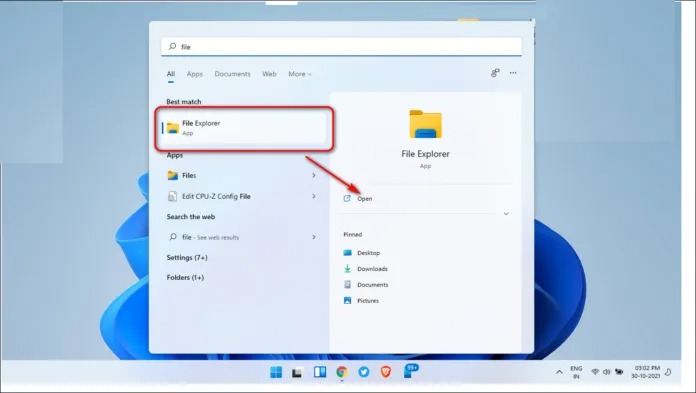 file
All Apps Documents Web More
Best match
File Explorer
App
Apps
Files
Edit CPU-Z Config File
Search the web
file - See web results
Settings (7+)
Folders (1+)
File Explorer
App
Open
Pinned
Desktop
Downloads
Documents
Pictures
99+
ENG
IN
03:02 PM
30-10-2021